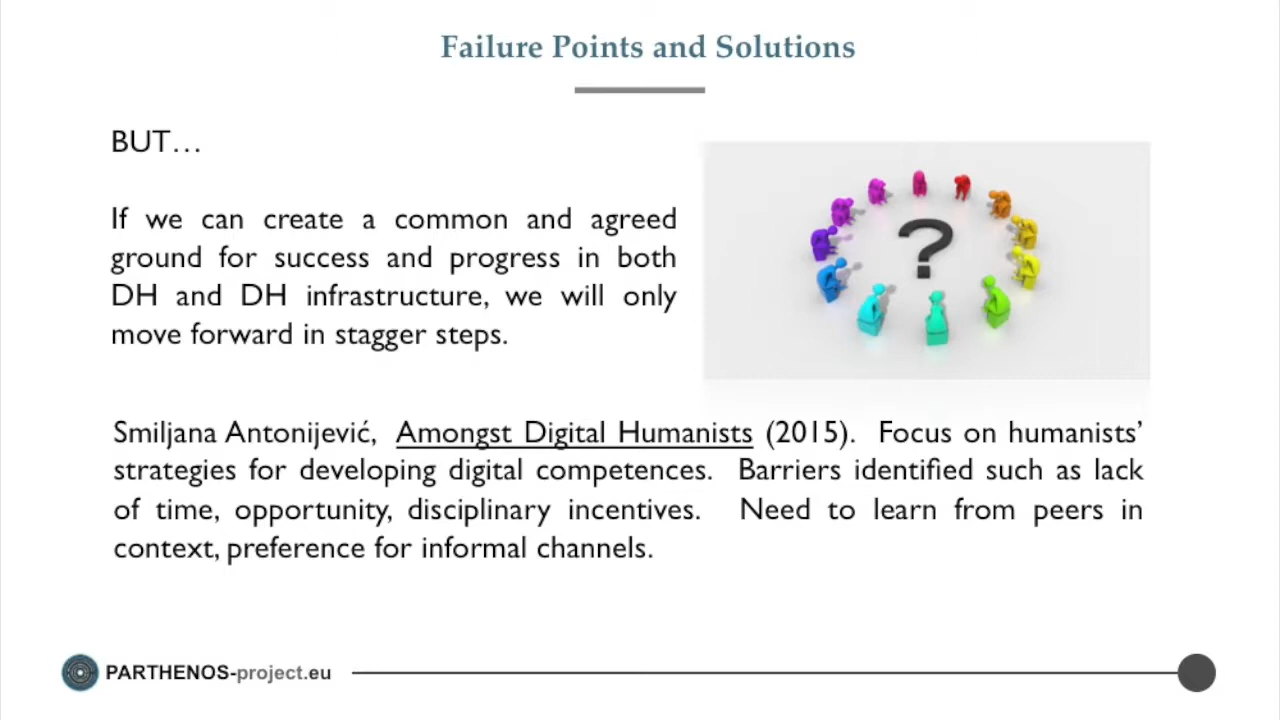 Failure Points and Solutions
BUT…
If we can create a common and agreed
ground for success and progress in both
DH and DH infrastructure, we will only
move forward in stagger steps.
?
Smiljana Antonijević, Amongst Digital Humanists (2015). Focus on humanists’
strategies for developing digital competences. Barriers identified such as lack
of time, opportunity, disciplinary incentives. Need to learn from peers in
context, preference for informal channels.
PARTHENOS-project.eu